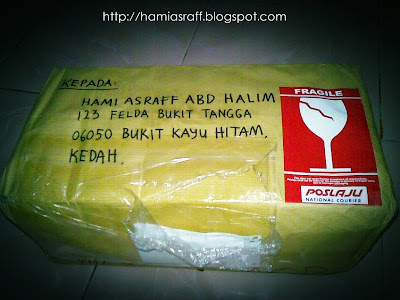 http://hamiasraff.blogspot.com
KEPADA:
HAMI ASRAFF ABD HALIM
123 FELDA BUKIT TANGGA
06050 BUKIT KAYU HITAM.
KEDAH.
FRAGILE
POSLAJU
NATIONAL COURIER